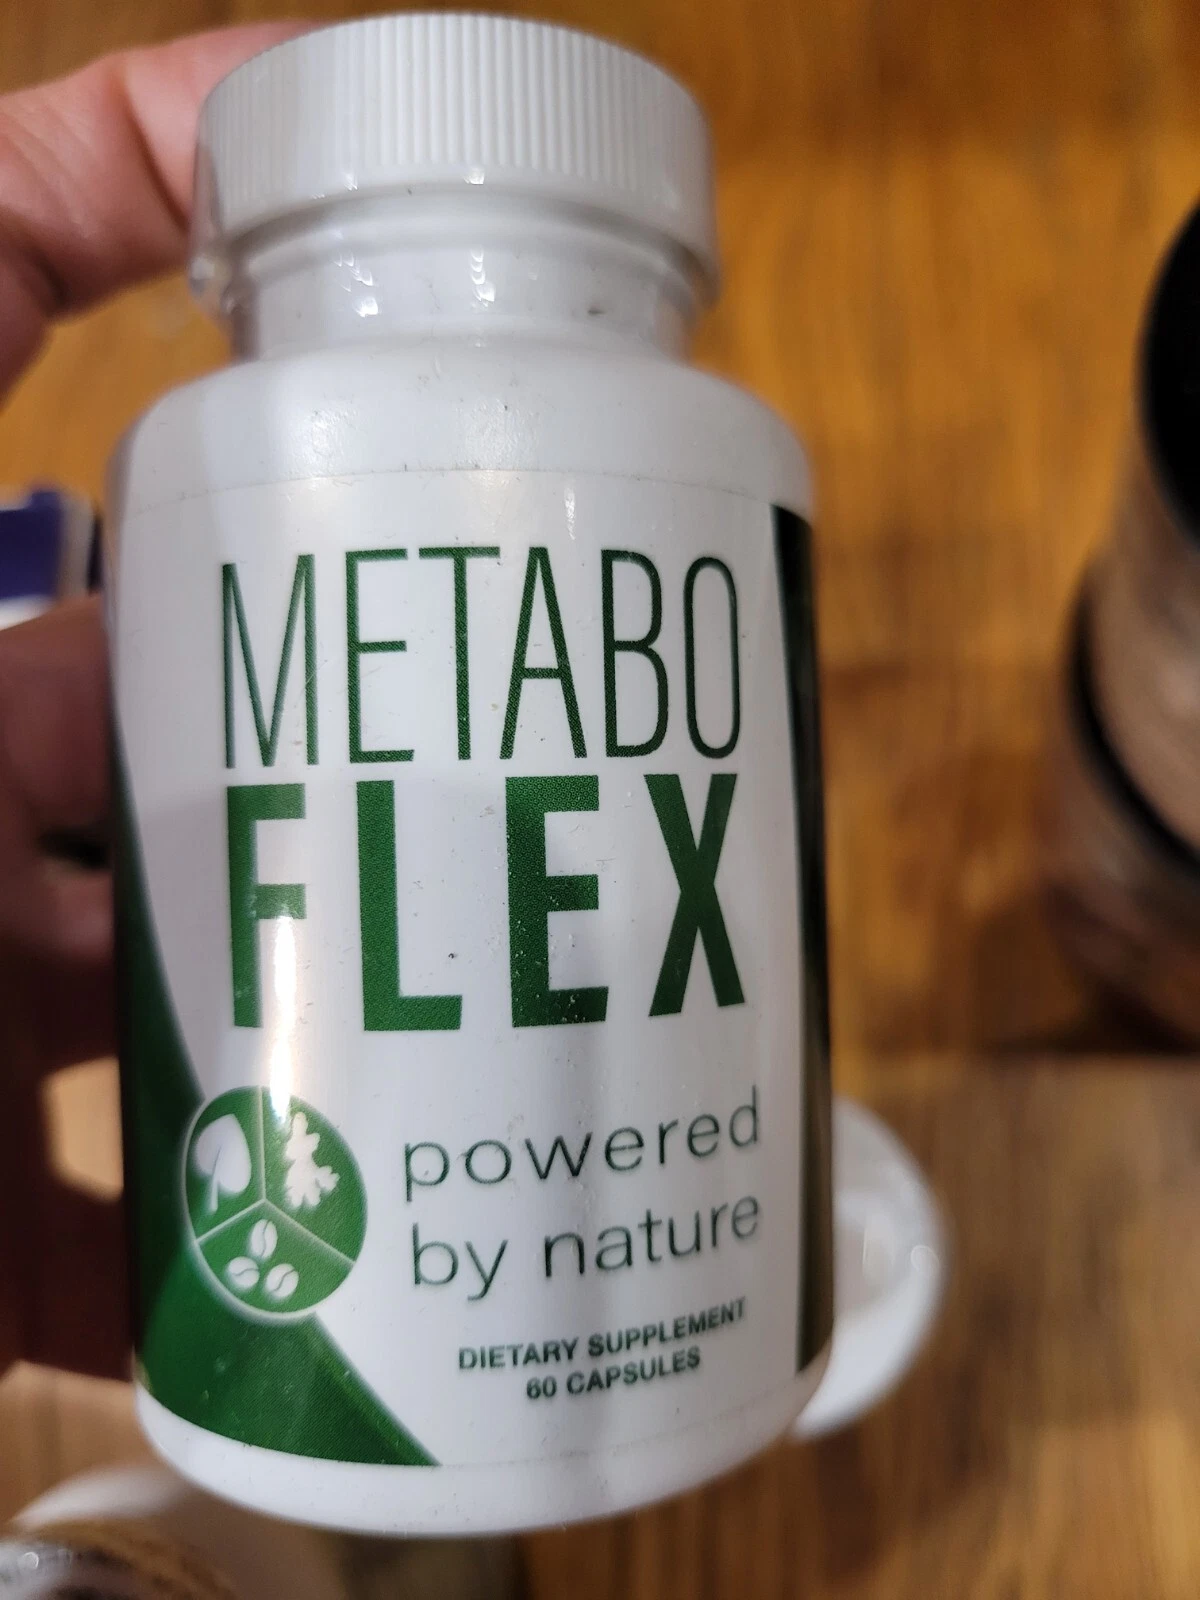 METABO
FLEX
powered
by nature
DIETARY SUPPLEMENT
60 CAPSULES